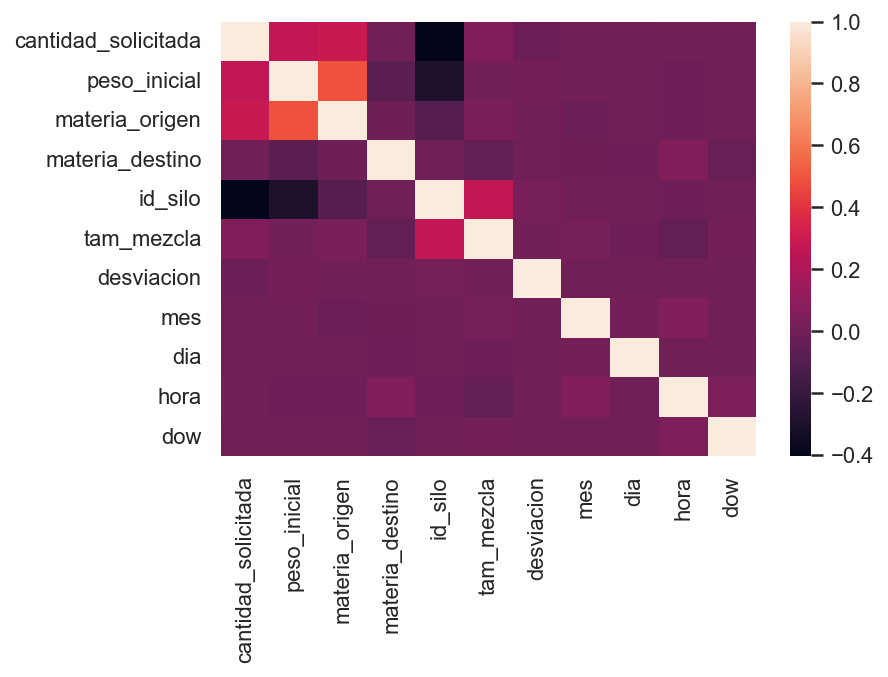 cantidad_solicitada
peso_inicial
materia_origen
materia_destino
id_silo
tam_mezcla
desviacion
mes
dia
hora
dow
cantidad_solicitada
peso_inicial
materia_origen
materia_destino
id_silo
tam_mezcla
desviacion
mes
dia
hora
dow
1.0
0.8
0.6
0.4
0.2
0.0
−0.2
−0.4